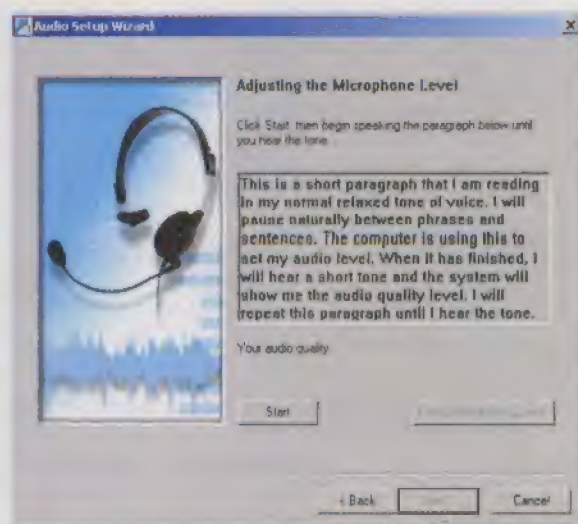 Audio Setup Wizard
Adjusting the Microphone Level
Click Start, then begin speaking the paragraph below until
you hear the tone.
This is a short paragraph that I am reading
in my normal relaxed tone of voice. I will
pause naturally between phrases and
sentences. The computer is using this to
set my audio level. When it has finished, I
will hear a short tone and the system will
show me the audio quality level. I will
repeat this paragraph until I hear the tone.
Your audio quality
Start
< Back
Cancel